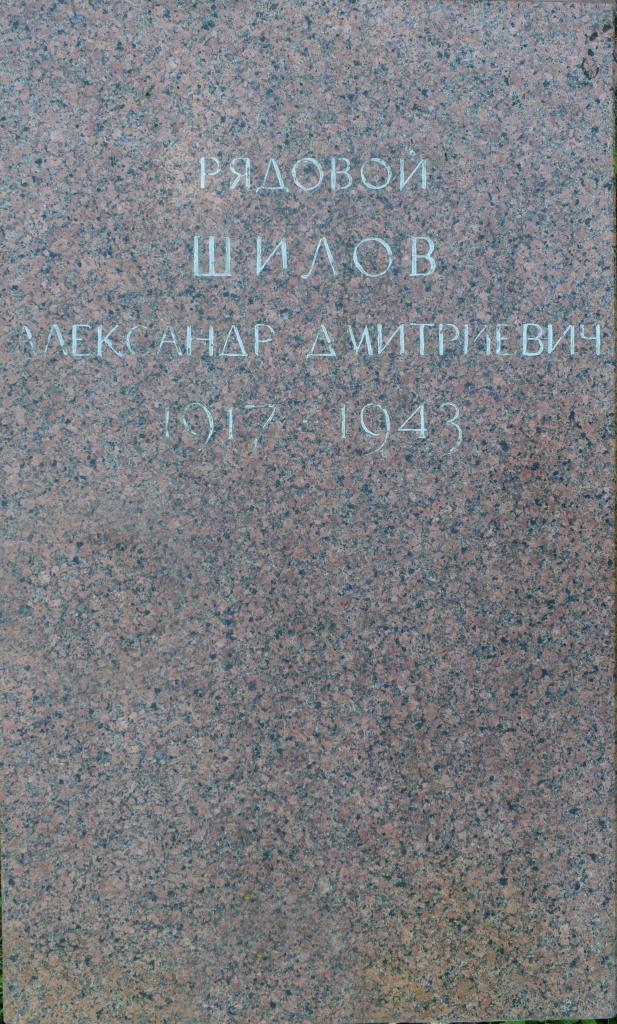 РЯДОВОЙ
ШИЛОВ
АЛЕКСАНДР ДМИТРИЕВИЧ
1917 - 1943